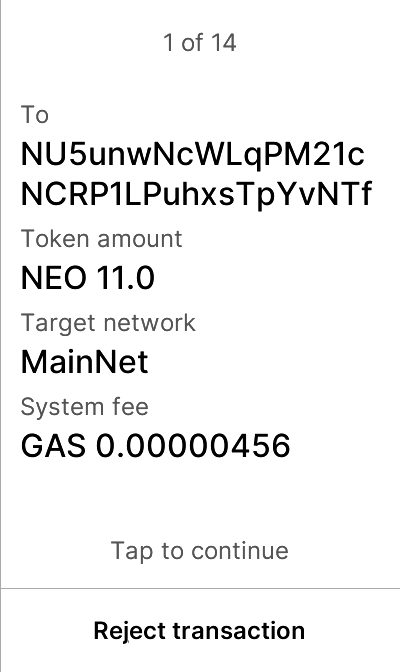 1 of 14
To
NU5unwNcWLqPM21c
NCRP1LPuhxsTpYvNTf
Token amount
NEO 11.0
Target network
MainNet
System fee
GAS 0.00000456
Tap to continue
Reject transaction